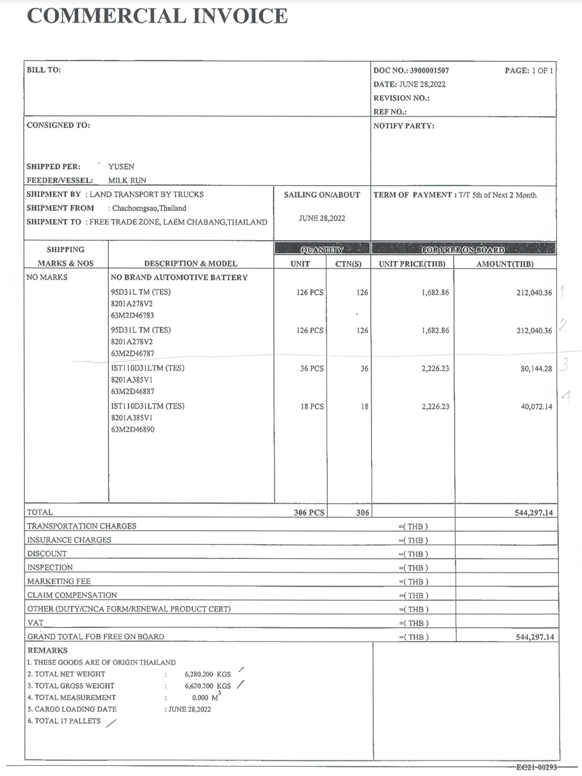 COMMERCIAL INVOICE
BILL TO:
DOC NO.: 3900001507 PAGE: 1 OF 1
DATE: JUNE 28,2022
REVISION NO.:
REF NO.:
CONSIGNED TO:
NOTIFY PARTY:
SHIPPED PER: YUSEN
FEEDER/VESSEL: MILK RUN
SHIPMENT BY : LAND TRANSPORT BY TRUCKS
SHIPMENT FROM : Chachoengsao,Thailand
SHIPMENT TO : FREE TRADE ZONE, LAEM CHABANG,THAILAND
SAILING ON/ABOUT
JUNE 28,2022
TERM OF PAYMENT : T/T 5th of Next 2 Month
SHIPPING QUANTITY FOB FREE ON BOARD
MARKS & NOS DESCRIPTION & MODEL UNIT CTN(S) UNIT PRICE(THB) AMOUNT(THB)
NO MARKS NO BRAND AUTOMOTIVE BATTERY
95D31L TM (TES) 126 PCS 126 1,682.86 212,040.36 1
8201A278V2
63M2D46783
95D31L TM (TES) 126 PCS 126 1,682.86 212,040.36 2
8201A278V2
63M2D46787
IST110D31LTM (TES) 36 PCS 36 2,226.23 80,144.28 3
8201A385V1
63M2D46887
IST110D31LTM (TES) 18 PCS 18 2,226.23 40,072.14 4
8201A385V1
63M2D46890
TOTAL 306 PCS 306 544,297.14
TRANSPORTATION CHARGES =( THB )
INSURANCE CHARGES =( THB )
DISCOUNT =( THB )
INSPECTION =( THB )
MARKETING FEE =( THB )
CLAIM COMPENSATION =( THB )
OTHER (DUTY/CNCA FORM/RENEWAL PRODUCT CERT) =( THB )
VAT =( THB )
GRAND TOTAL FOB FREE ON BOARD =( THB ) 544,297.14
REMARKS
1. THESE GOODS ARE OF ORIGIN THAILAND
2. TOTAL NET WEIGHT : 6,280.200 KGS
3. TOTAL GROSS WEIGHT : 6,620.200 KGS
4. TOTAL MEASUREMENT : 0.000 M3
5. CARGO LOADING DATE : JUNE 28,2022
6. TOTAL 17 PALLETS
EC21-00293